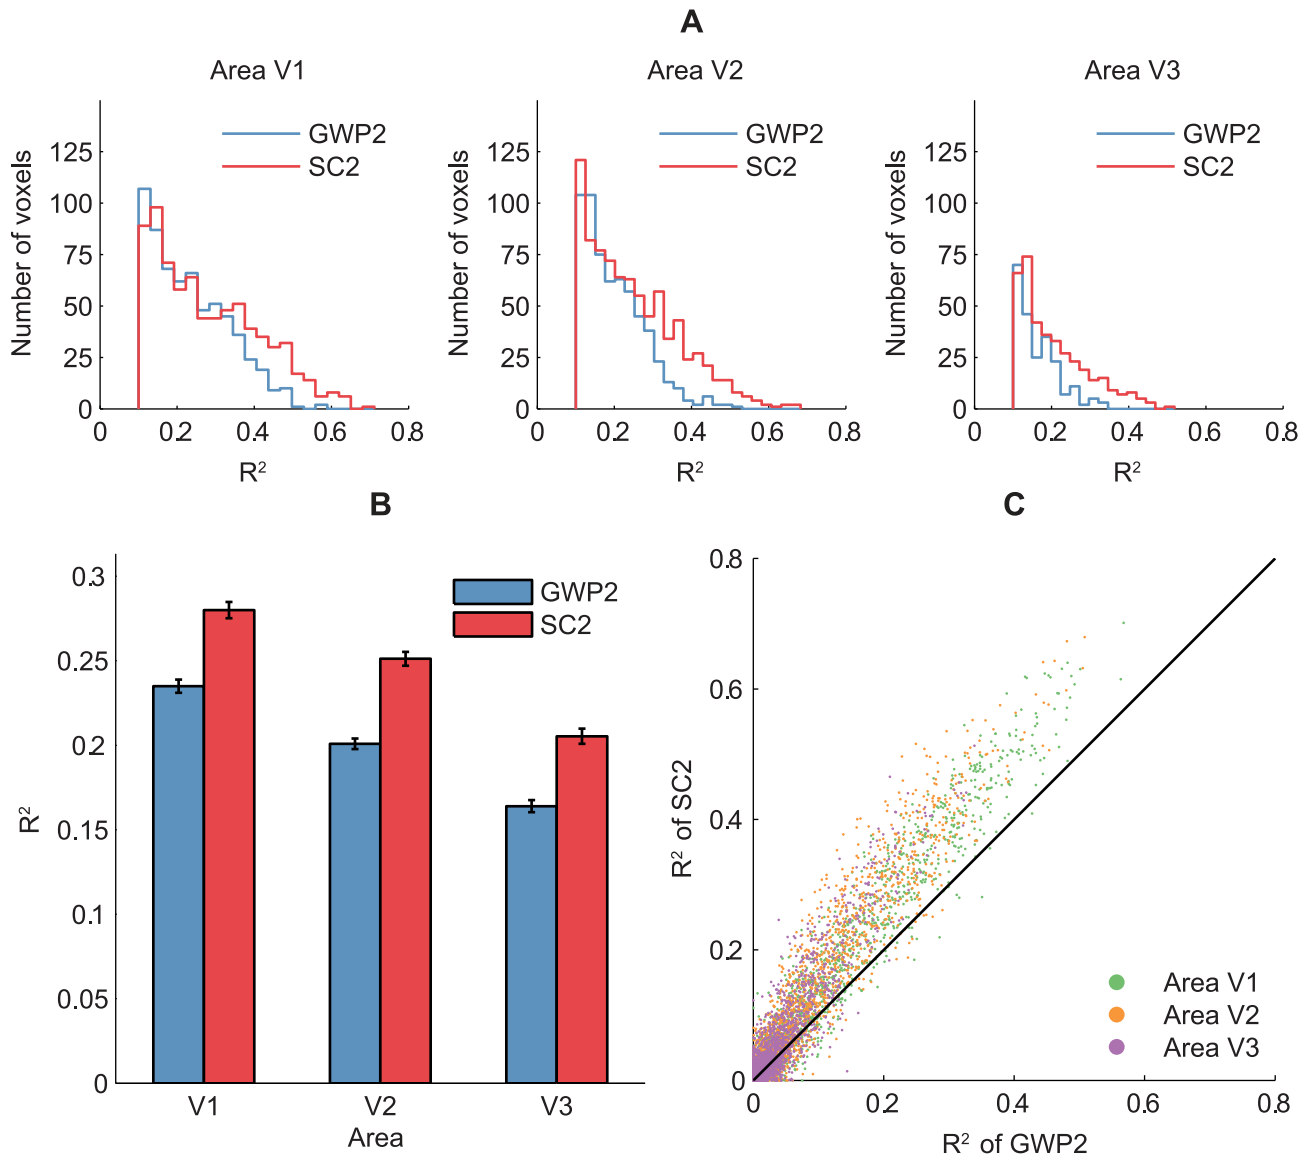 A
Area V1
Area V2
Area V3
GWP2
SC2
GWP2
SC2
GWP2
SC2
Number of voxels
125
100
75
50
25
0
0
0.2
0.4
0.6
0.8
R²
Number of voxels
125
100
75
50
25
0
0
0.2
0.4
0.6
0.8
R²
Number of voxels
125
100
75
50
25
0
0
0.2
0.4
0.6
0.8
R²
B
GWP2
SC2
R²
0.3
0.25
0.2
0.15
0.1
0.05
0
V1
V2
V3
Area
C
R² of SC2
0.8
0.6
0.4
0.2
0
Area V1
Area V2
Area V3
0
0.2
0.4
0.6
0.8
R² of GWP2